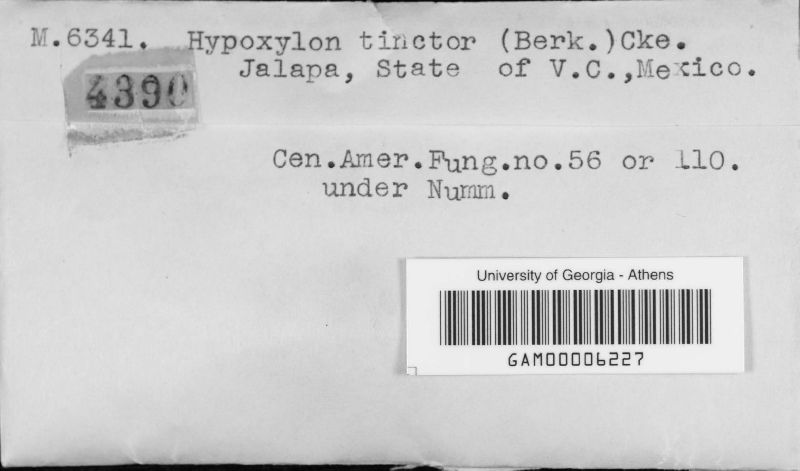 M.6341. Hypoxylon tinctor (Berk.)Cke.
Jalapa, State of V.C.,Mexico.
4390
Cen.Amer.Fung.no.56 or 110.
under Numm.
University of Georgia - Athens
GAM00006227